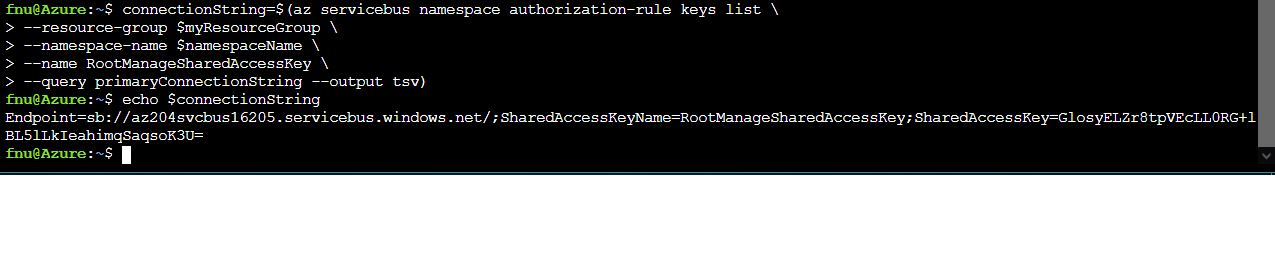 fnu@Azure:~$ connectionString=$(az servicebus namespace authorization-rule keys list \
> --resource-group $myResourceGroup \
> --namespace-name $namespaceName \
> --name RootManageSharedAccessKey \
> --query primaryConnectionString --output tsv)
fnu@Azure:~$ echo $connectionString
Endpoint=sb://az204svcbus16205.servicebus.windows.net/;SharedAccessKeyName=RootManageSharedAccessKey;SharedAccessKey=GlosyELZr8tpVEcLL0RG+l
BL5lLkIeahimqSaqsoK3U=
fnu@Azure:~$